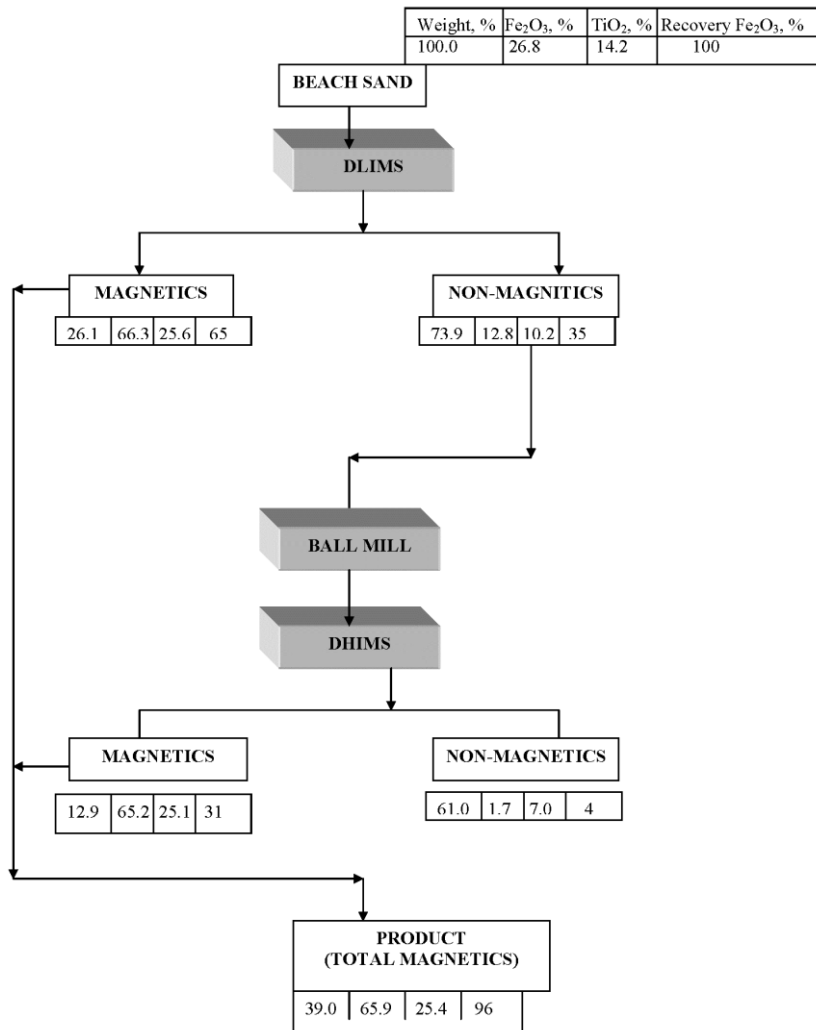 Weight, % Fe₂O₃, % TiO₂, % Recovery Fe₂O₃, %
100.0 26.8 14.2 100
BEACH SAND
DLIMS
MAGNETICS
26.1 66.3 25.6 65
NON-MAGNITICS
73.9 12.8 10.2 35
BALL MILL
DHIMS
MAGNETICS
12.9 65.2 25.1 31
NON-MAGNETICS
61.0 1.7 7.0 4
PRODUCT
(TOTAL MAGNETICS)
39.0 65.9 25.4 96